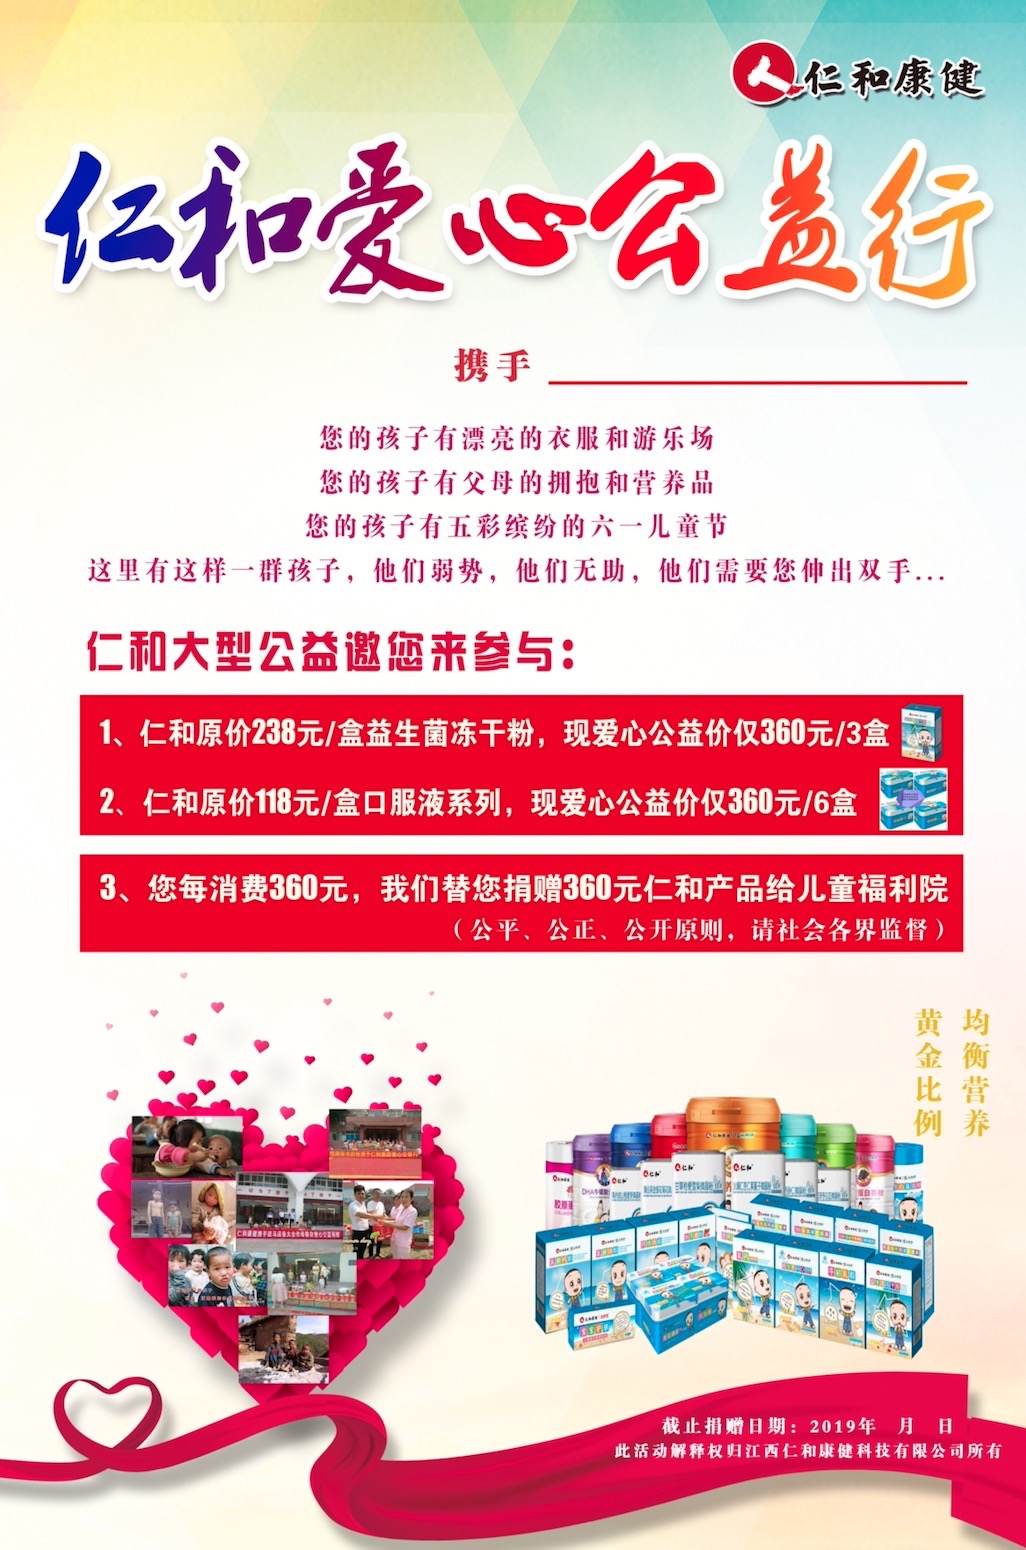 仁和康健
仁和爱心公益行
携手
您的孩子有漂亮的衣服和游乐场
您的孩子有父母的拥抱和营养品
您的孩子有五彩缤纷的六一儿童节
这里有这样一群孩子，他们弱势，他们无助，他们需要您伸出双手...
仁和大型公益邀您来参与：
1、仁和原价238元/盒益生菌冻干粉，现爱心公益价仅360元/3盒
2、仁和原价118元/盒口服液系列，现爱心公益价仅360元/6盒
3、您每消费360元，我们替您捐赠360元仁和产品给儿童福利院
（公平、公正、公开原则，请社会各界监督）
均衡营养
黄金比例
截止捐赠日期：2019年 月 日
此活动解释权归江西仁和康健科技有限公司所有